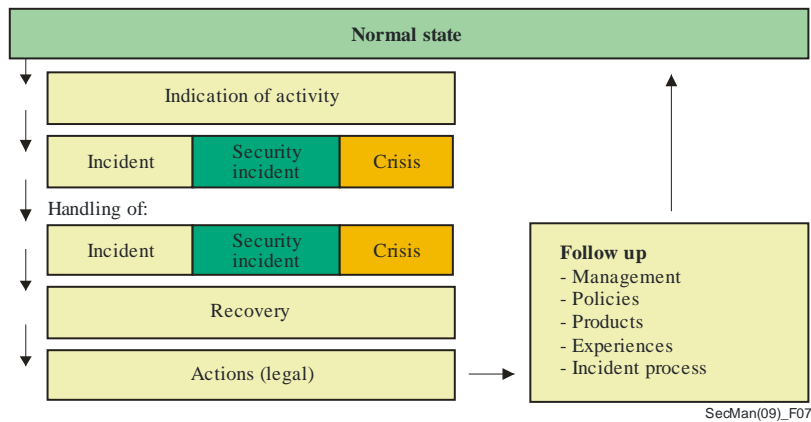 Normal state
Indication of activity
Incident
Security
incident
Crisis
Handling of:
Incident
Security
incident
Crisis
Recovery
Actions (legal)
Follow up
- Management
- Policies
- Products
- Experiences
- Incident process
SecMan(09)_F07